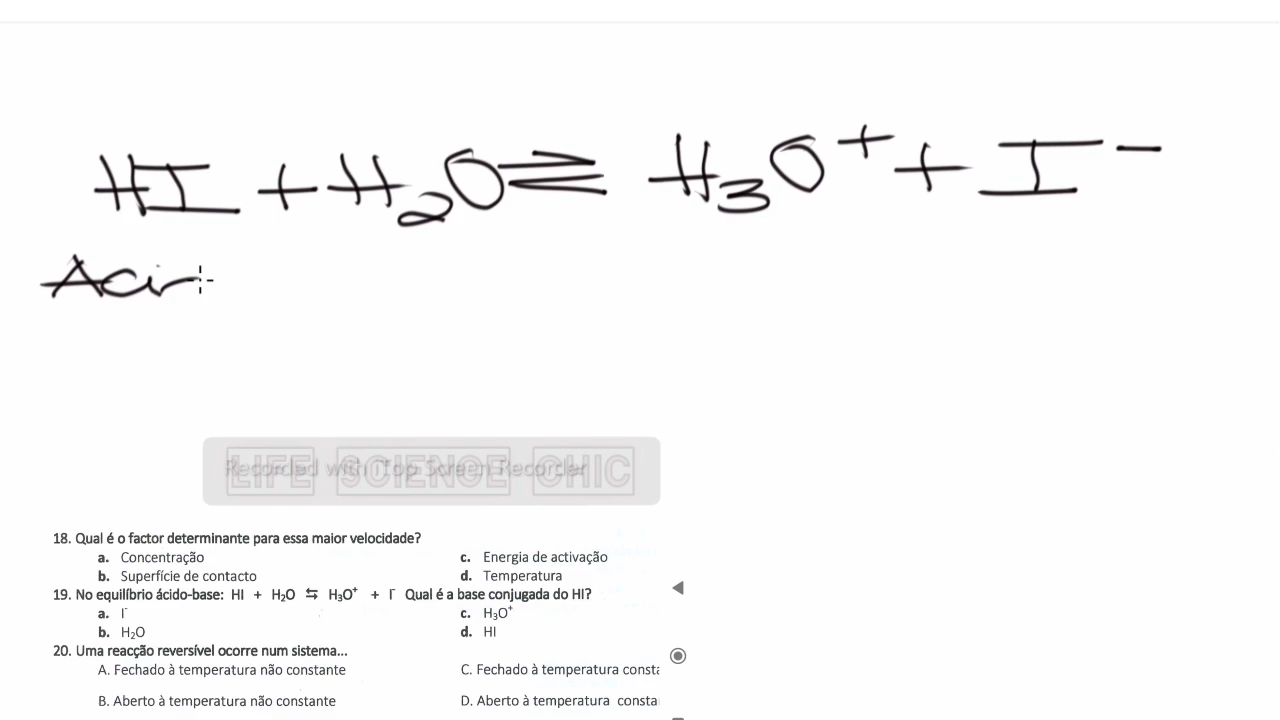 HI + H₂O ⇌ H₃O⁺ + I⁻
Aci
Recorded with iTop Screen Recorder
LIFE SCIENCE CHIC
18. Qual é o factor determinante para essa maior velocidade?
a. Concentração c. Energia de activação
b. Superfície de contacto d. Temperatura
19. No equilíbrio ácido-base: HI + H₂O ⇆ H₃O⁺ + I⁻ Qual é a base conjugada do HI?
a. I⁻ c. H₃O⁺
b. H₂O d. HI
20. Uma reacção reversível ocorre num sistema...
A. Fechado à temperatura não constante C. Fechado à temperatura consta
B. Aberto à temperatura não constante D. Aberto à temperatura consta